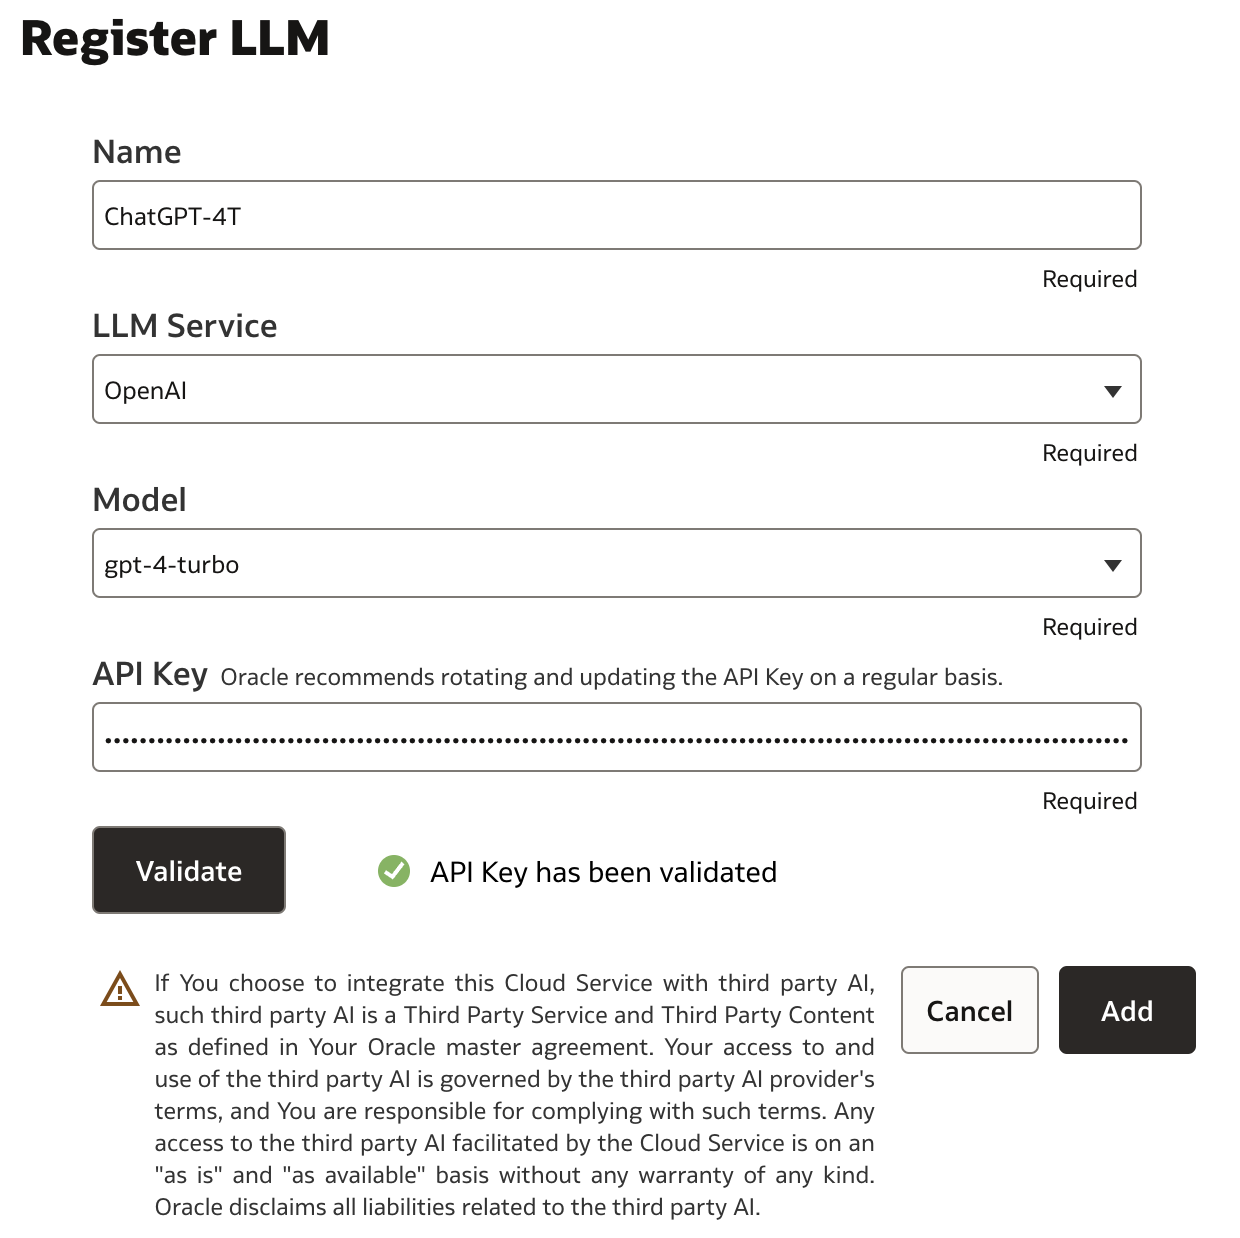 Register LLM
Name
ChatGPT-4T
Required
LLM Service
OpenAI
Required
Model
gpt-4-turbo
Required
API Key Oracle recommends rotating and updating the API Key on a regular basis.
Required
Validate
API Key has been validated
If You choose to integrate this Cloud Service with third party AI,
such third party AI is a Third Party Service and Third Party Content
as defined in Your Oracle master agreement. Your access to and
use of the third party AI is governed by the third party AI provider's
terms, and You are responsible for complying with such terms. Any
access to the third party AI facilitated by the Cloud Service is on an
"as is" and "as available" basis without any warranty of any kind.
Oracle disclaims all liabilities related to the third party AI.
Cancel
Add